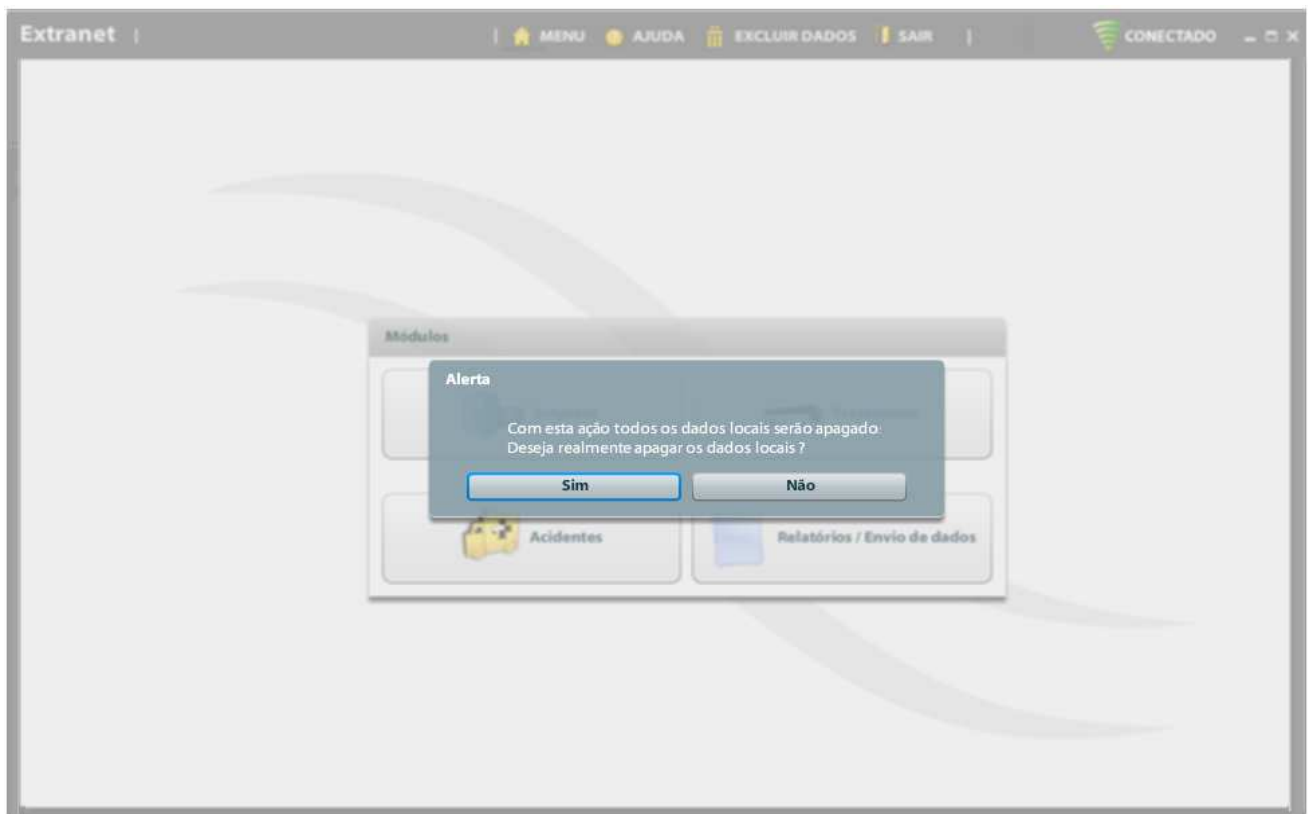 Extranet |
| MENU AJUDA EXCLUIR DADOS SAIR |
CONECTADO
Módulos
Alerta
Com esta ação todos os dados locais serão apagado
Deseja realmente apagar os dados locais ?
Sim
Não
Acidentes
Relatórios / Envio de dados